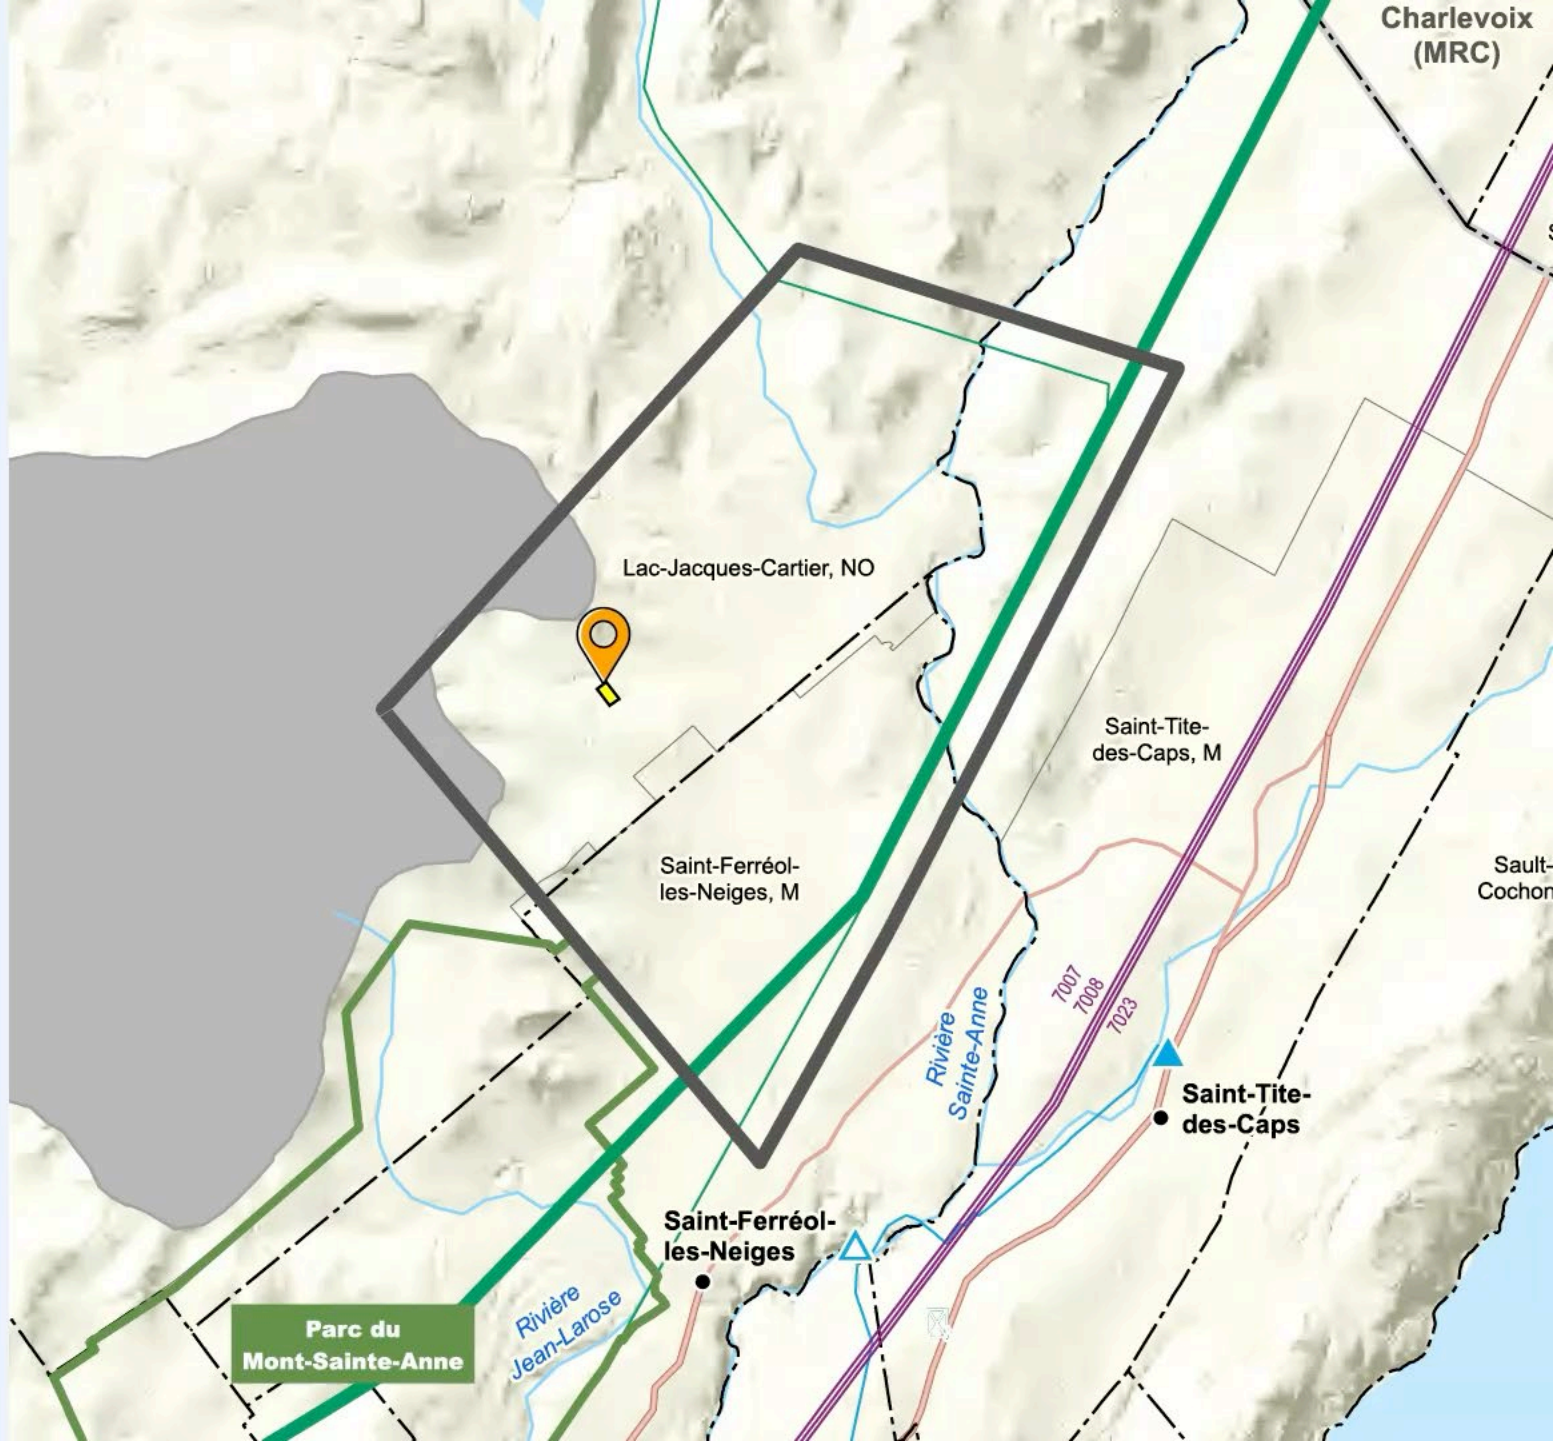 Charlevoix
(MRC)
Lac-Jacques-Cartier, NO
Saint-Tite-
des-Caps, M
Saint-Ferréol-
les-Neiges, M
Sault-
Cochon
7007
7008
7023
Rivière
Sainte-Anne
Saint-Tite-
des-Caps
Saint-Ferréol-
les-Neiges
Rivière
Jean-Larose
Parc du
Mont-Sainte-Anne